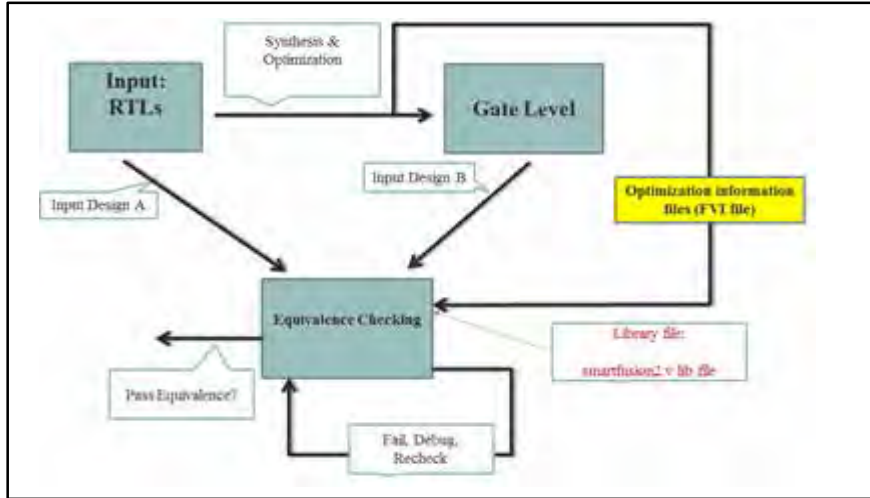 Synthesis &
Optimization
Input:
RTLs
Gate Level
Input Design A
Input Design B
Optimization information
files (FVI file)
Equivalence Checking
Library file:
smartfusion2.v lib file
Pass Equivalence?
Fail, Debug,
Recheck